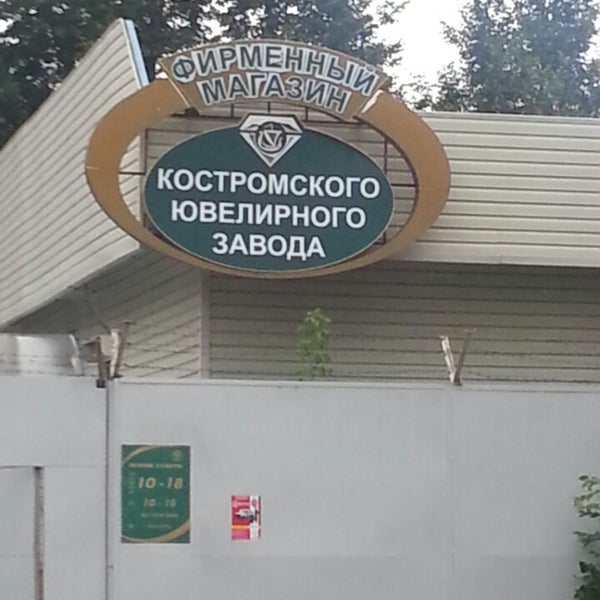 ФИРМЕННЫЙ
МАГАЗИН
КОСТРОМСКОГО
ЮВЕЛИРНОГО
ЗАВОДА
10-18
10-16